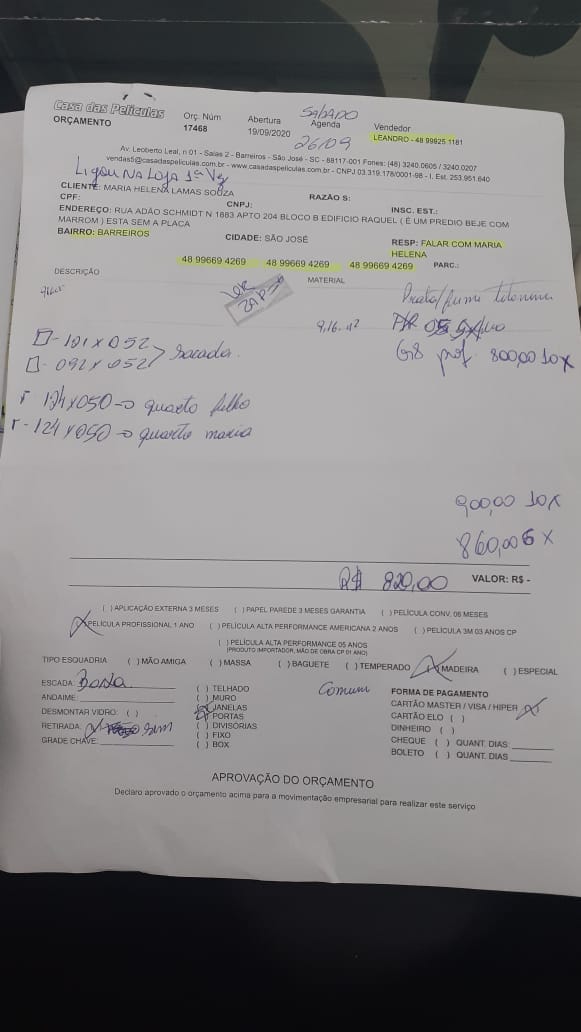 Casa das Películas
ORÇAMENTO
Orç. Núm
17468
Abertura
19/09/2020
SABADO
Agenda
26/09
Vendedor
LEANDRO - 48 99925 1181
Av. Leoberto Leal, n 01 - Salas 2 - Barreiros - São José - SC - 88117-001 Fones: (48) 3240.0605 / 3240.0207
vendas5@casadaspeliculas.com.br - www.casadaspeliculas.com.br - CNPJ 03.319.178/0001-98 - I. Est. 253.951.640
LIGOU NA LOJA 1ª Vez
CLIENTE: MARIA HELENA LAMAS SOUZA
RAZÃO S:
CPF:
CNPJ:
INSC. EST.:
ENDEREÇO: RUA ADÃO SCHMIDT N 1883 APTO 204 BLOCO B EDIFICIO RAQUEL ( É UM PREDIO BEJE COM
MARROM ) ESTA SEM A PLACA
BAIRRO: BARREIROS
CIDADE: SÃO JOSÉ
RESP: FALAR COM MARIA
HELENA
48 99669 4269 48 99669 4269 48 99669 4269
PARC.:
DESCRIÇÃO
MATERIAL
9,16 m²
G8 prof 800,00 10x
121 x 052
092 x 052 > sacada.
124x050 -> quarto filho
124x050 -> quarto maria
900,00 10x
860,00 6x
R$ 820,00
VALOR: R$ -
( ) APLICAÇÃO EXTERNA 3 MESES ( ) PAPEL PAREDE 3 MESES GARANTIA ( ) PELÍCULA CONV. 06 MESES
(X) PELÍCULA PROFISSIONAL 1 ANO ( ) PELÍCULA ALTA PERFORMANCE AMERICANA 2 ANOS ( ) PELÍCULA 3M 03 ANOS CP
( ) PELÍCULA ALTA PERFORMANCE 05 ANOS
(PRODUTO IMPORTADOR, MÃO DE OBRA CP 01 ANO)
TIPO ESQUADRIA ( ) MÃO AMIGA ( ) MASSA ( ) BAGUETE ( ) TEMPERADO (X) MADEIRA ( ) ESPECIAL
ESCADA:
ANDAIME:
DESMONTAR VIDRO: ( )
RETIRADA: sim
GRADE CHAVE:
( ) TELHADO
( ) MURO
(X) JANELAS
(X) PORTAS
( ) DIVISÓRIAS
( ) FIXO
( ) BOX
Comum
FORMA DE PAGAMENTO
CARTÃO MASTER / VISA / HIPER (X)
CARTÃO ELO ( )
DINHEIRO ( )
CHEQUE ( ) QUANT. DIAS:
BOLETO ( ) QUANT. DIAS
APROVAÇÃO DO ORÇAMENTO
Declaro aprovado o orçamento acima para a movimentação empresarial para realizar este serviço